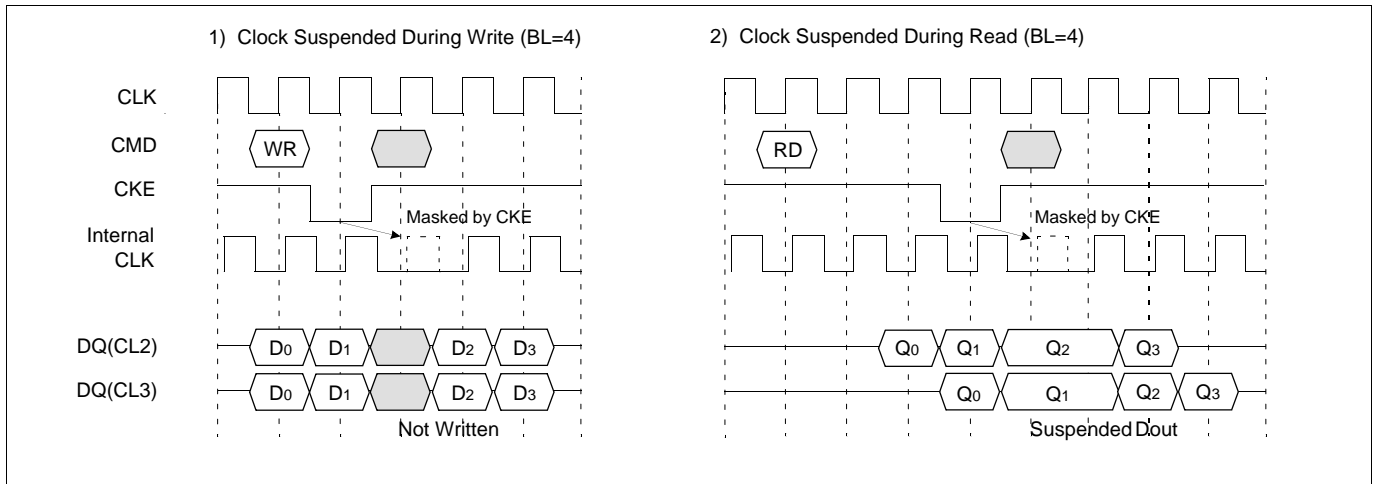 1) Clock Suspended During Write (BL=4)
2) Clock Suspended During Read (BL=4)
CLK
CMD
WR
RD
CKE
Masked by CKE
Masked by CKE
Internal
CLK
DQ(CL2)
D0 D1 D2 D3
Q0 Q1 Q2 Q3
DQ(CL3)
D0 D1 D2 D3
Q0 Q1 Q2 Q3
Not Written
Suspended Dout